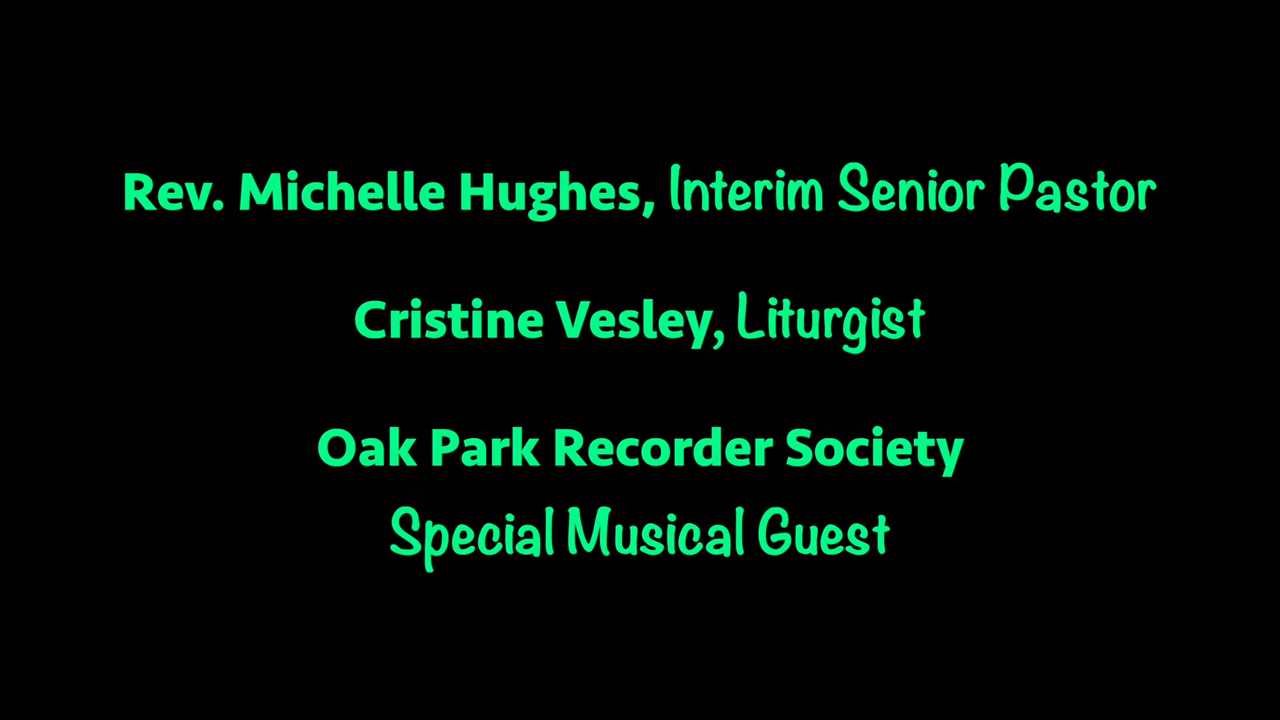 Rev. Michelle Hughes, Interim Senior Pastor
Cristine Vesley, Liturgist
Oak Park Recorder Society
Special Musical Guest